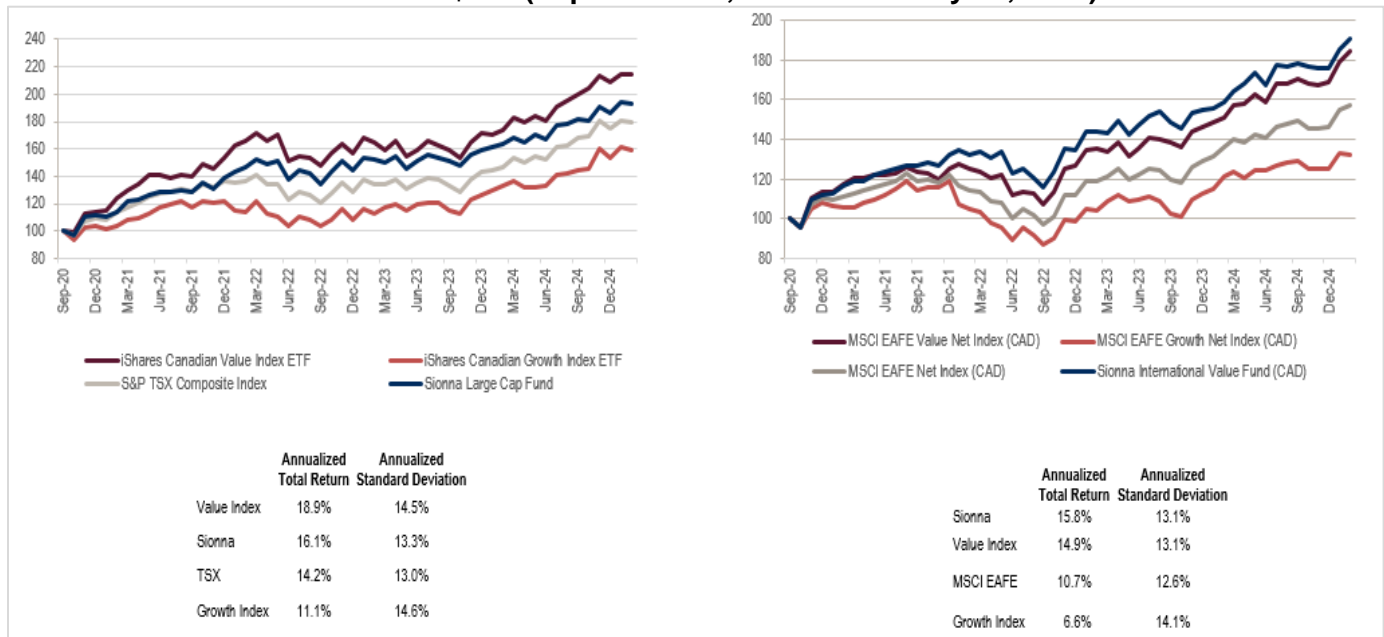 240
220
200
180
160
140
120
100
80
Sep-20
Dec-20
Mar-21
Jun-21
Sep-21
Dec-21
Mar-22
Jun-22
Sep-22
Dec-22
Mar-23
Jun-23
Sep-23
Dec-23
Mar-24
Jun-24
Sep-24
Dec-24
iShares Canadian Value Index ETF
iShares Canadian Growth Index ETF
S&P TSX Composite Index
Sionna Large Cap Fund
Annualized Annualized
Total Return Standard Deviation
Value Index 18.9% 14.5%
Sionna 16.1% 13.3%
TSX 14.2% 13.0%
Growth Index 11.1% 14.6%
200
180
160
140
120
100
80
Sep-20
Dec-20
Mar-21
Jun-21
Sep-21
Dec-21
Mar-22
Jun-22
Sep-22
Dec-22
Mar-23
Jun-23
Sep-23
Dec-23
Mar-24
Jun-24
Sep-24
Dec-24
MSCI EAFE Value Net Index (CAD)
MSCI EAFE Growth Net Index (CAD)
MSCI EAFE Net Index (CAD)
Sionna International Value Fund (CAD)
Annualized Annualized
Total Return Standard Deviation
Sionna 15.8% 13.1%
Value Index 14.9% 13.1%
MSCI EAFE 10.7% 12.6%
Growth Index 6.6% 14.1%